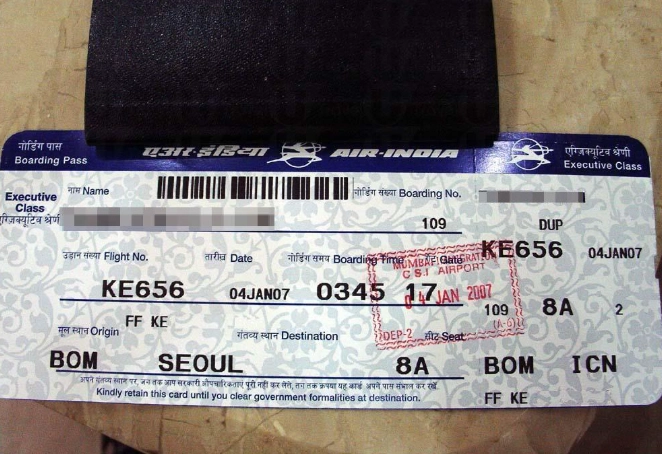 बोर्डिंग पास
Boarding Pass
एअर-इंडिया AIR-INDIA
एग्ज़िक्यूटिव श्रेणी
Executive Class
Executive
Class
नाम Name
बोर्डिंग संख्या Boarding No.
109
DUP
KE656 04JAN07
उड़ान संख्या Flight No. तारीख Date बोर्डिंग समय Boarding Time गेट Gate
KE656 04JAN07 0345 17
MUMBAI IMMIGRATION
C S I AIRPORT
04 JAN 2007
DEP-2
109 8A 2
FF KE
मूल स्थान Origin गंतव्य स्थान Destination सीट Seat
BOM SEOUL 8A BOM ICN
Kindly retain this card until you clear government formalities at destination.
FF KE